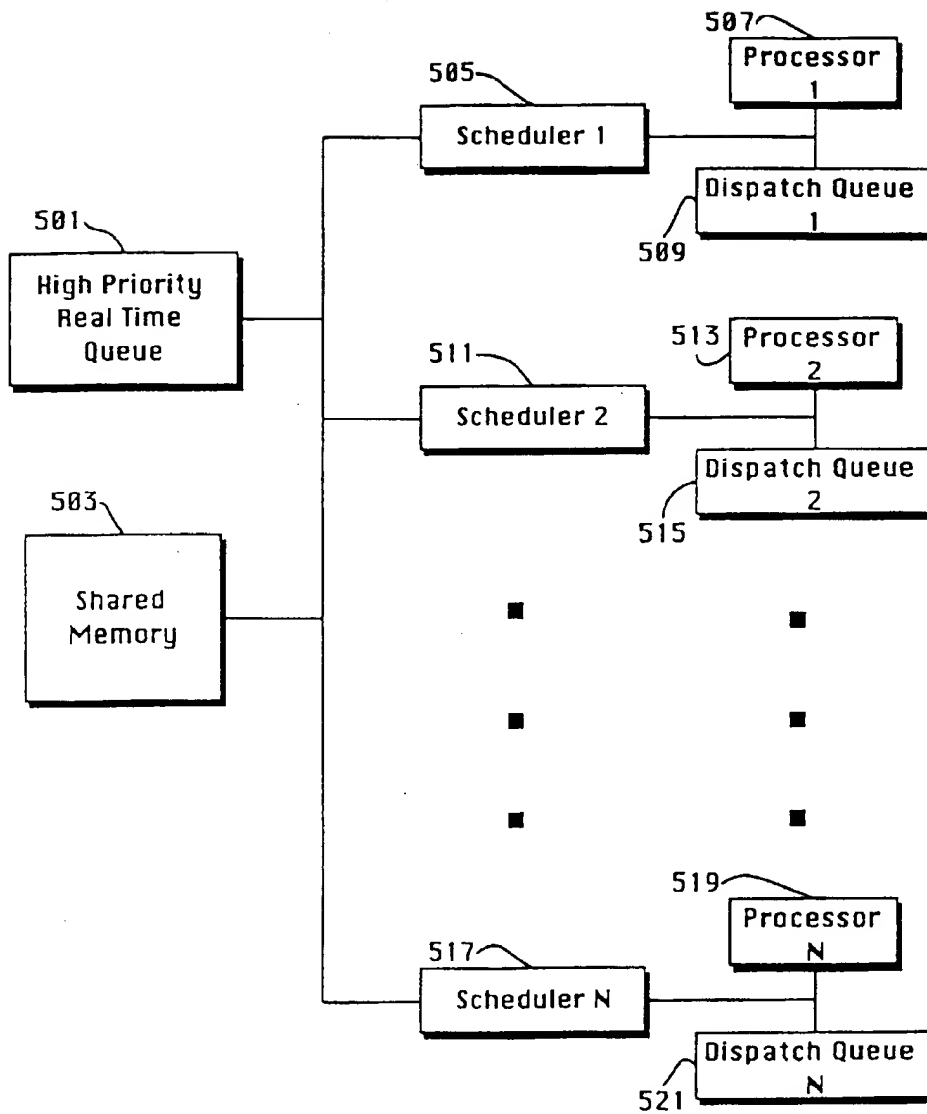 507
Processor
1
505
Scheduler 1
Dispatch Queue
1
509
501
High Priority
Real Time
Queue
513
Processor
2
511
Scheduler 2
Dispatch Queue
2
515
503
Shared
Memory
519
Processor
N
517
Scheduler N
Dispatch Queue
N
521